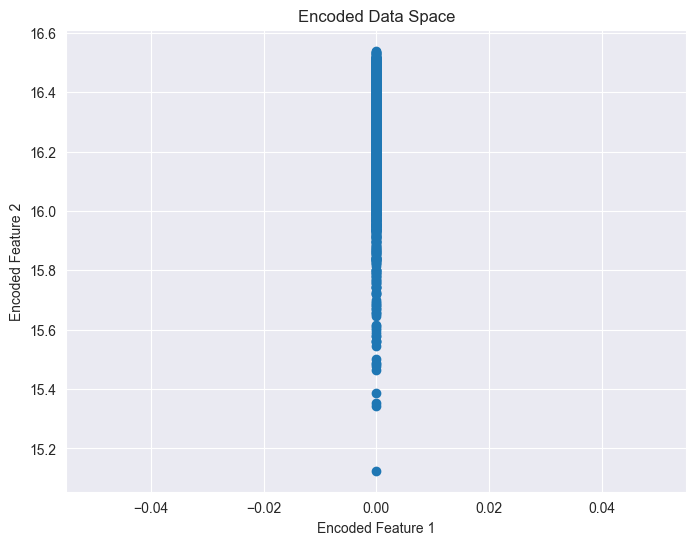 Encoded Data Space
16.6
16.4
16.2
16.0
15.8
15.6
15.4
15.2
Encoded Feature 2
−0.04 −0.02 0.00 0.02 0.04
Encoded Feature 1